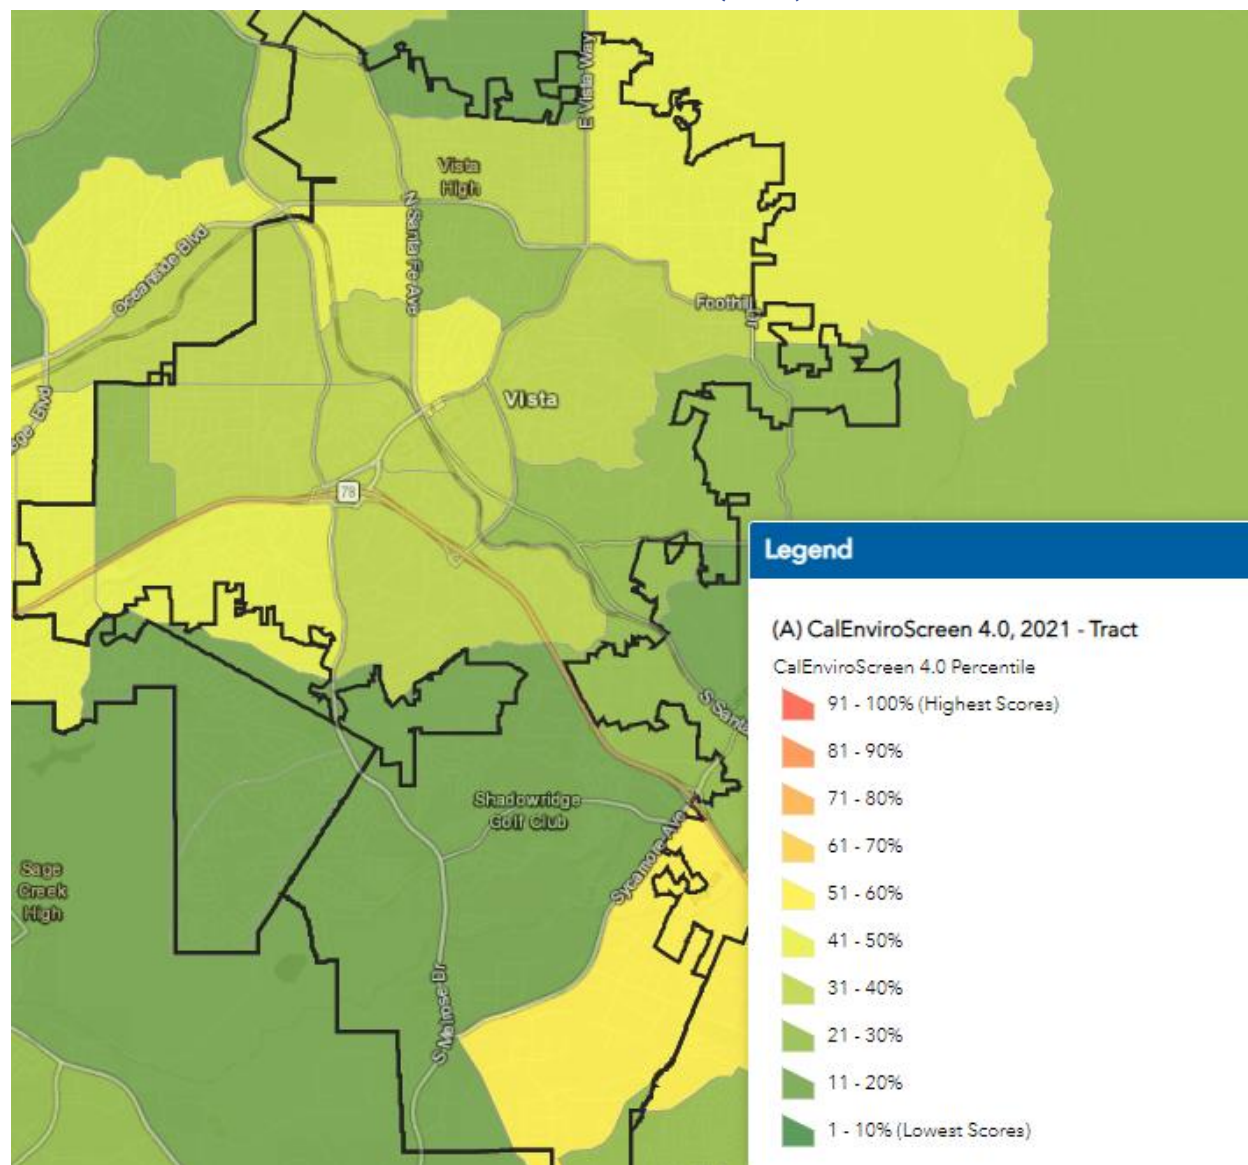 E Vista Way
Vista
High
N Santa Fe Ave
Oceanside Blvd
Foothill Dr
Vista
ege Blvd
78
Legend
(A) CalEnviroScreen 4.0, 2021 - Tract
CalEnviroScreen 4.0 Percentile
91 - 100% (Highest Scores)
81 - 90%
71 - 80%
61 - 70%
51 - 60%
41 - 50%
31 - 40%
21 - 30%
11 - 20%
1 - 10% (Lowest Scores)
S Santa
Shadowridge
Golf Club
Sycamore Ave
Sage
Creek
High
S Melrose Dr